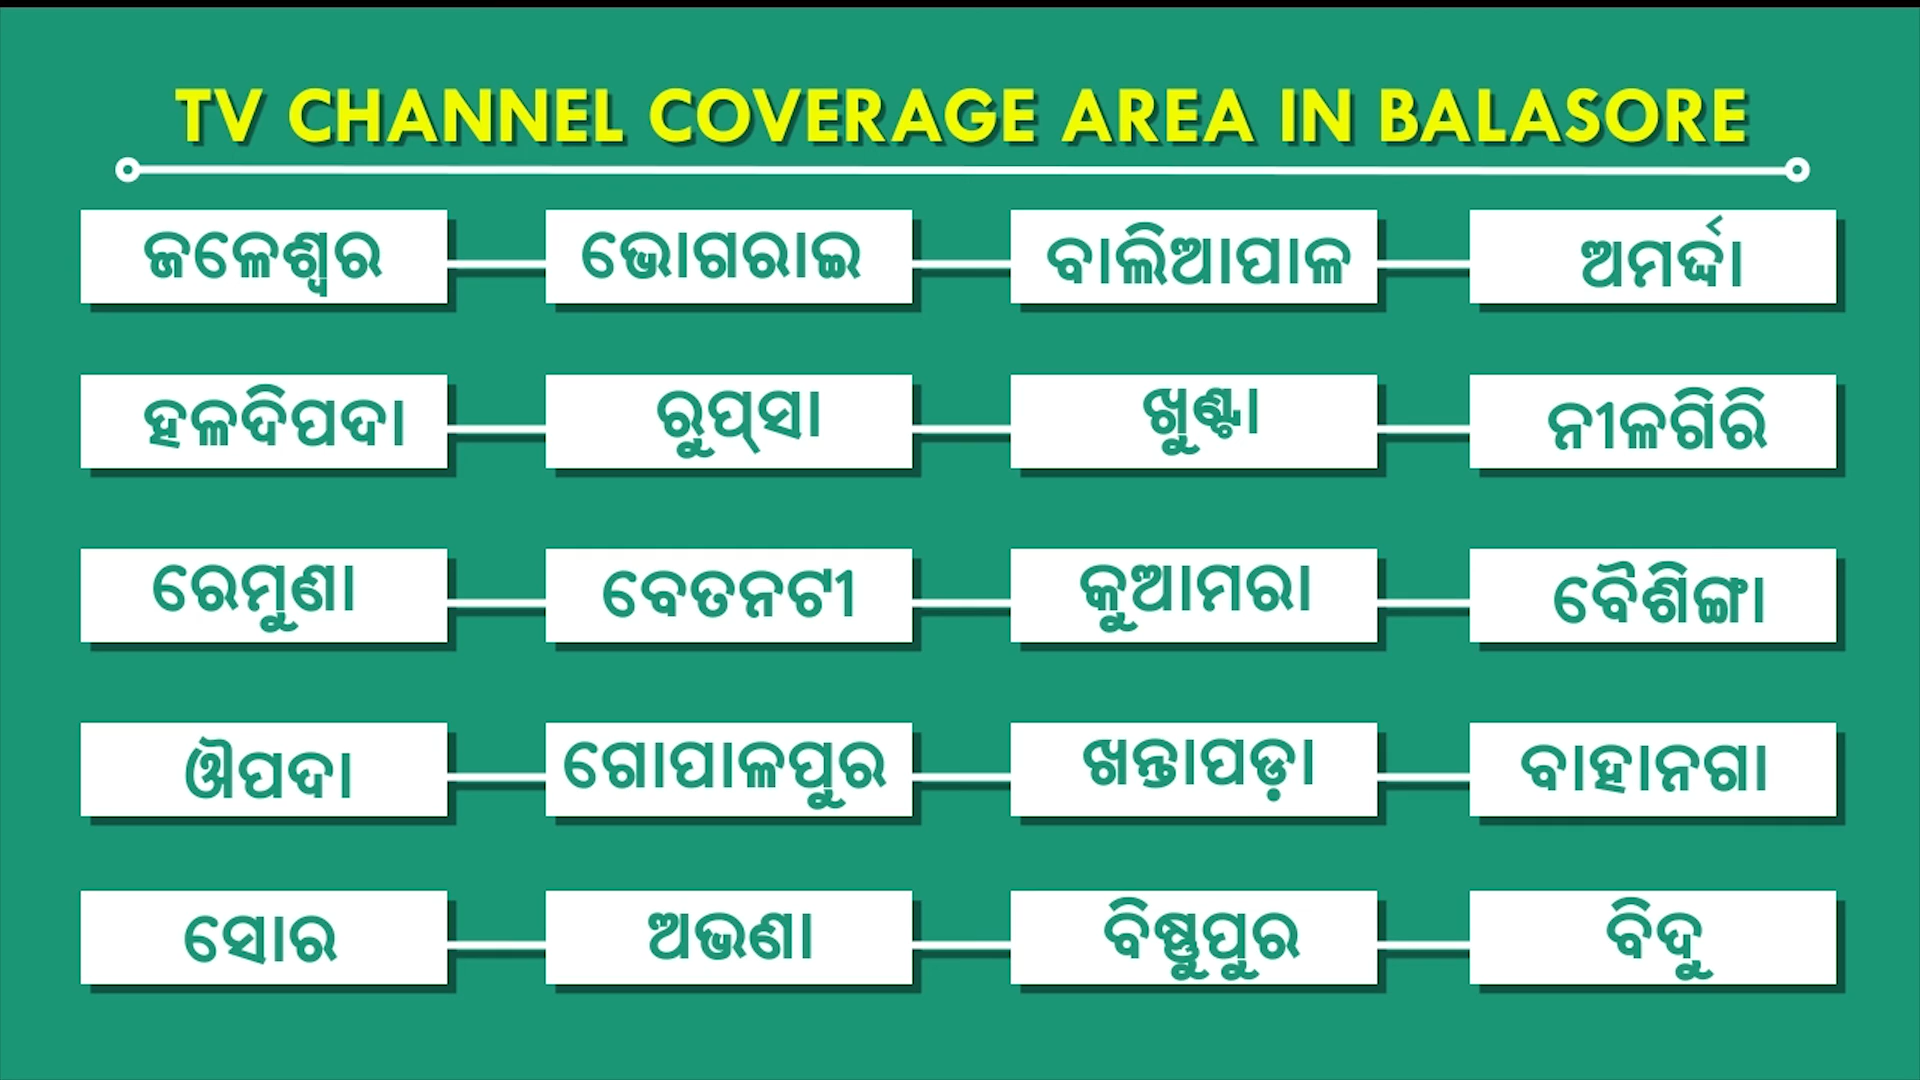 TV CHANNEL COVERAGE AREA IN BALASORE
ଜଳେଶ୍ୱର ଭୋଗରାଇ ବାଲିଆପାଳ ଅମର୍ଦ୍ଦା
ହଳଦିପଦା ରୁପ୍‌ସା ଖୁଣ୍ଟା ନୀଳଗିରି
ରେମୁଣା ବେତନଟୀ କୁଆମରା ବୈଶିଙ୍ଗା
ଔପଦା ଗୋପାଳପୁର ଖନ୍ତାପଡ଼ା ବାହାନଗା
ସୋର ଅଭଣା ବିଷ୍ଣୁପୁର ବିଦୁ